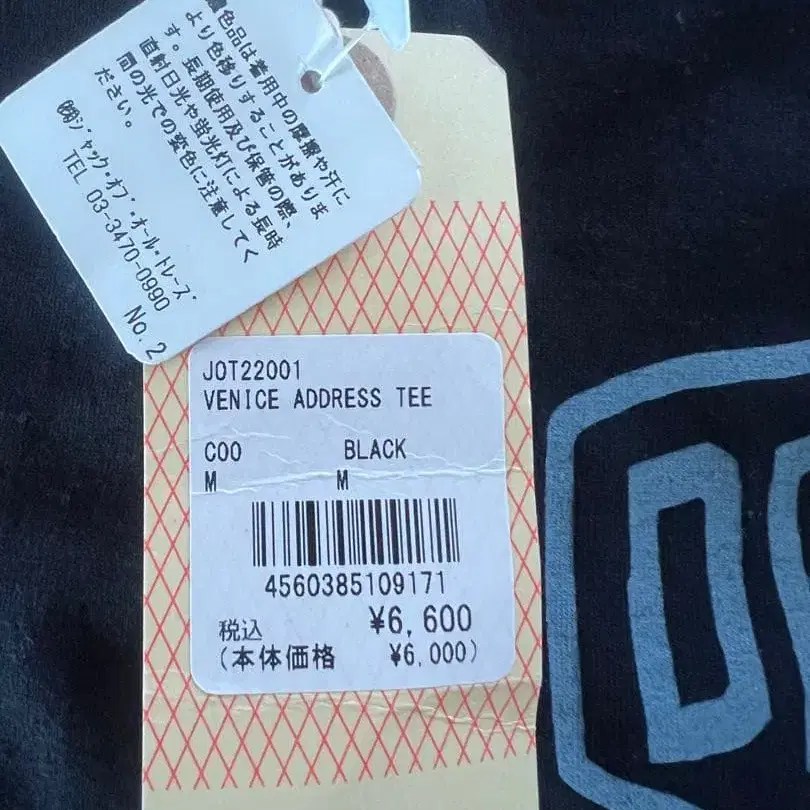 濃色品は着用中の摩擦や汗に
より色移りすることがありま
す。長期使用及び保管の際、
直射日光や蛍光灯による長時
間の光での変色に注意してく
ださい。
㈱ジャック・オブ・オール・トレーズ
TEL 03-3470-0990
No.2
JOT22001
VENICE ADDRESS TEE
C00 BLACK
M M
4560385109171
税込 ¥6,600
(本体価格 ¥6,000)